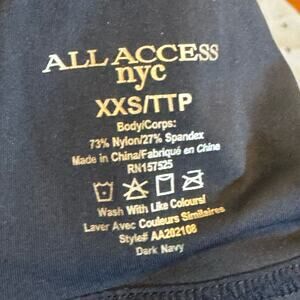 ALL ACCESS
nyc
XXS/TTP
Body/Corps:
73% Nylon/27% Spandex
Made in China/Fabriqué en Chine
RN157525
Wash With Like Colours!
Laver Avec Couleurs Similaires
Style# AA202108
Dark Navy